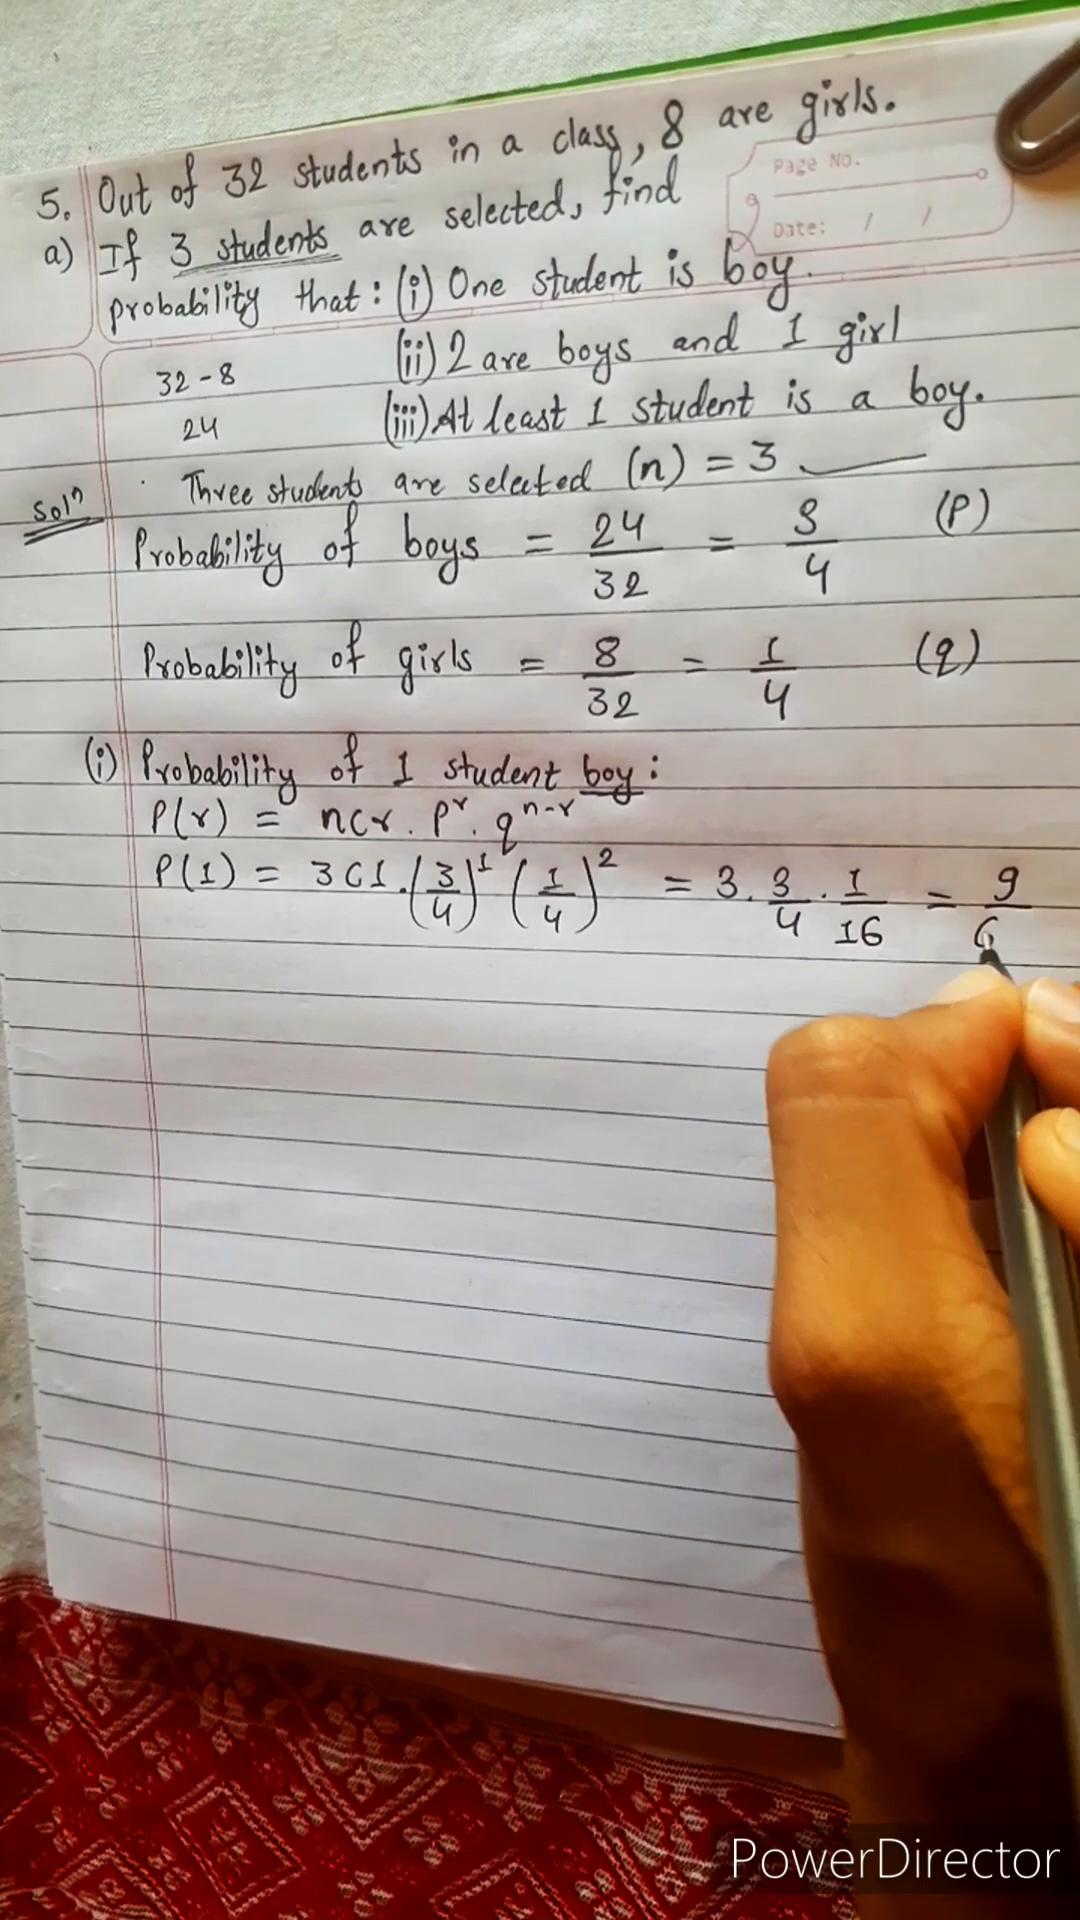 Page No.
Date: / /
5. Out of 32 students in a class, 8 are girls.
a) If 3 students are selected, find
probability that: (i) One student is boy.
(ii) 2 are boys and 1 girl
(iii) At least 1 student is a boy.
32 - 8
24
Solⁿ Three students are selected (n) = 3
Probability of boys = 24/32 = 3/4 (P)
Probability of girls = 8/32 = 1/4 (q)
(i) Probability of 1 student boy:
P(r) = ncr . pʳ . qⁿ⁻ʳ
P(1) = 3C1 . (3/4)¹ (1/4)² = 3 . 3/4 . 1/16 = 9/6
PowerDirector